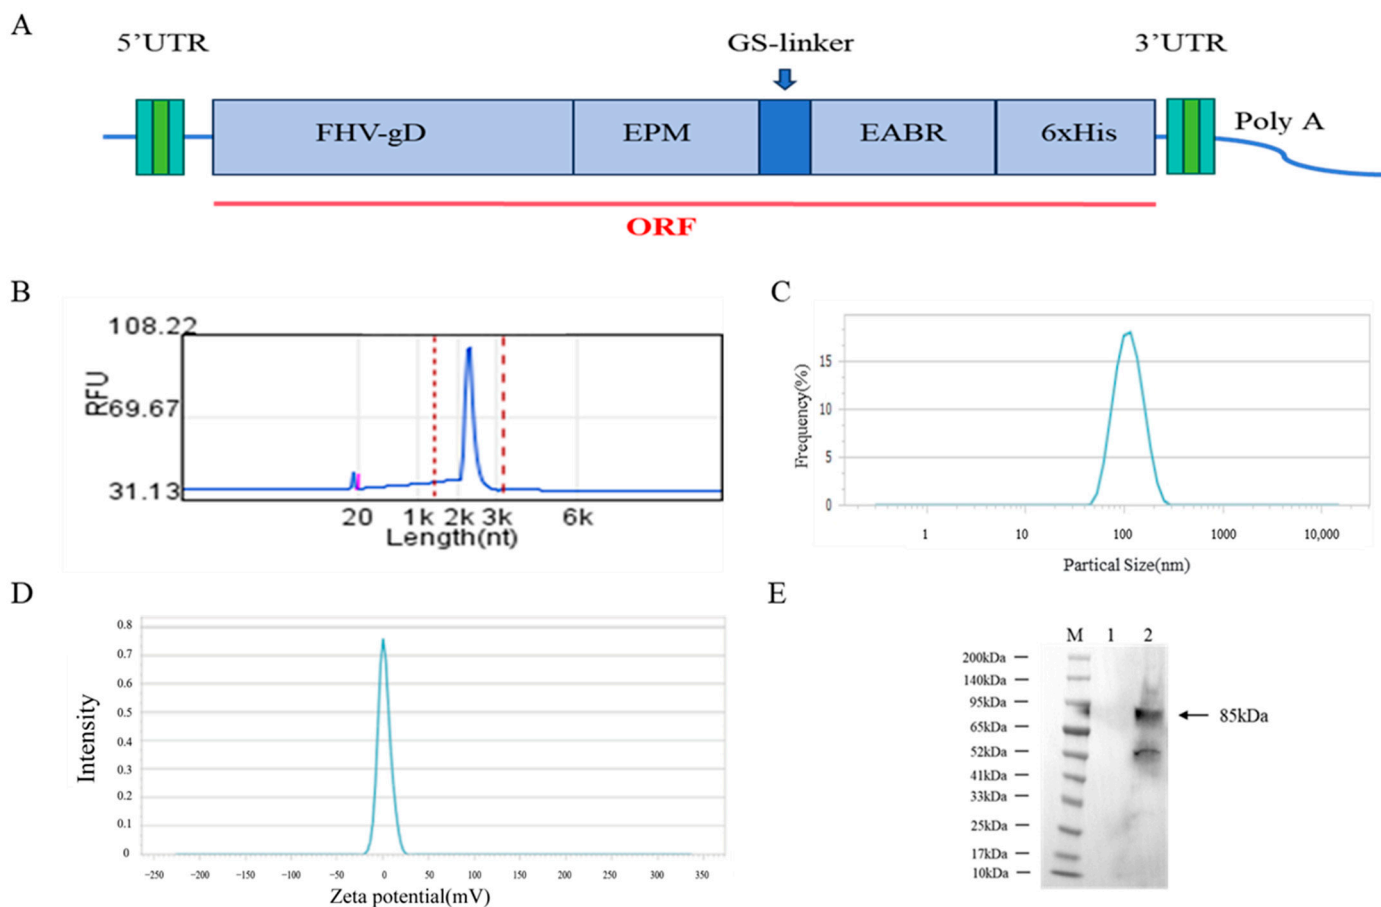 A
5’UTR
GS-linker
3’UTR
FHV-gD
EPM
EABR
6xHis
Poly A
ORF
B
108.22
RFU
69.67
31.13
20 1k 2k 3k 6k
Length(nt)
C
Frequency(%)
15
10
5
0
1 10 100 1000 10,000
Partical Size(nm)
D
Intensity
0.8
0.7
0.6
0.5
0.4
0.3
0.2
0.1
0
−250 −200 −150 −100 −50 0 50 100 150 200 250 300 350
Zeta potential(mV)
E
M 1 2
200kDa
140kDa
95kDa
85kDa
65kDa
52kDa
41kDa
33kDa
25kDa
17kDa
10kDa